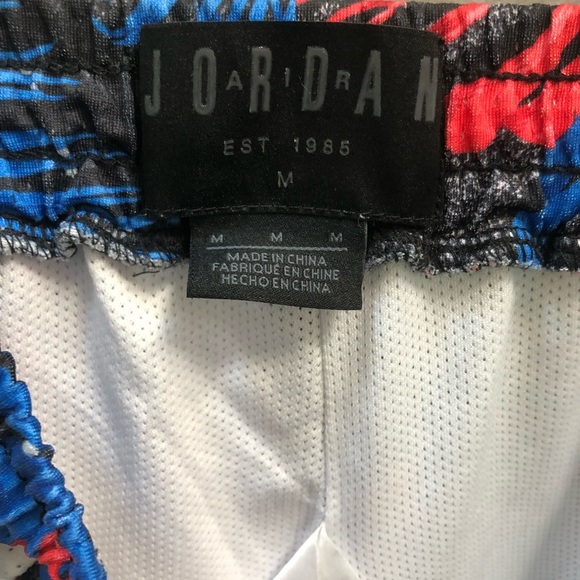 JORDAN
AIR
EST 1985
M
M M M
MADE IN CHINA
FABRIQUÉ EN CHINE
HECHO EN CHINA